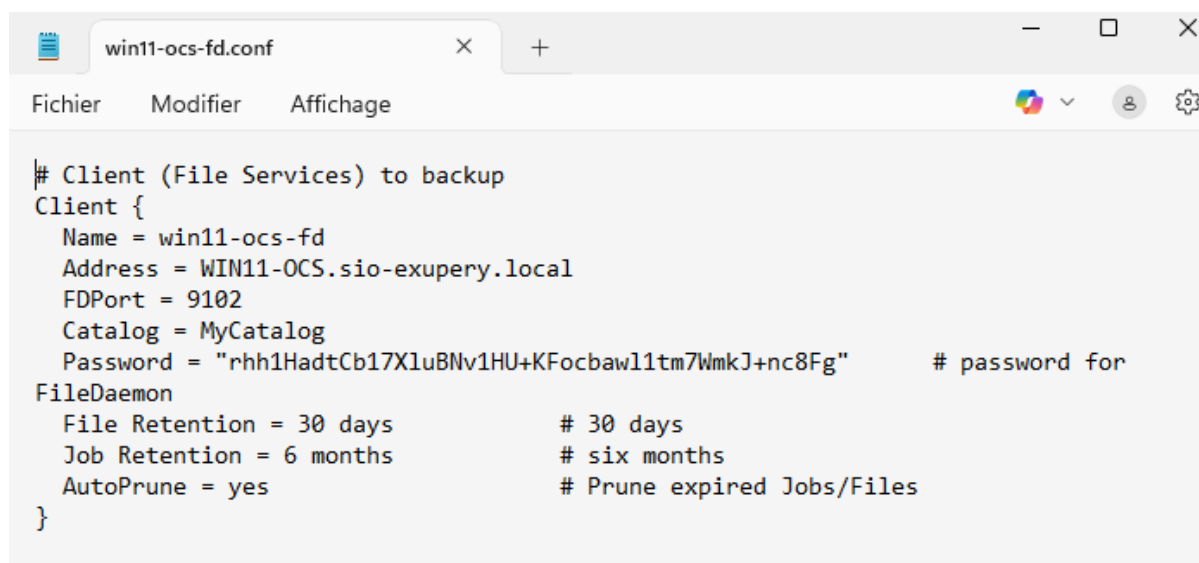 win11-ocs-fd.conf
Fichier Modifier Affichage
# Client (File Services) to backup
Client {
  Name = win11-ocs-fd
  Address = WIN11-OCS.sio-exupery.local
  FDPort = 9102
  Catalog = MyCatalog
  Password = "rhh1HadtCb17XluBNv1HU+KFocbawl1tm7WmkJ+nc8Fg"      # password for
FileDaemon
  File Retention = 30 days            # 30 days
  Job Retention = 6 months            # six months
  AutoPrune = yes                     # Prune expired Jobs/Files
}